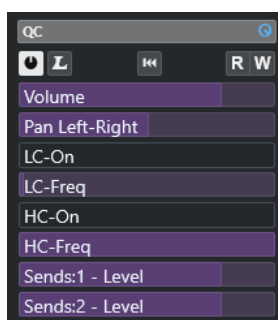 QC
L R W
Volume
Pan Left-Right
LC-On
LC-Freq
HC-On
HC-Freq
Sends:1 - Level
Sends:2 - Level